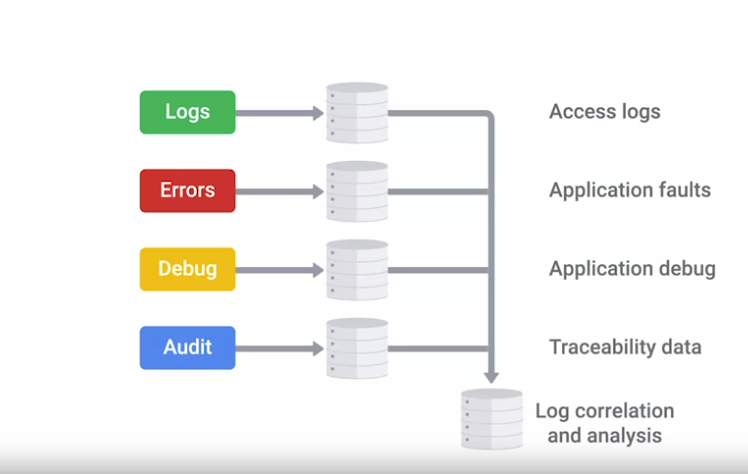 Logs
Access logs
Errors
Application faults
Debug
Application debug
Audit
Traceability data
Log correlation
and analysis